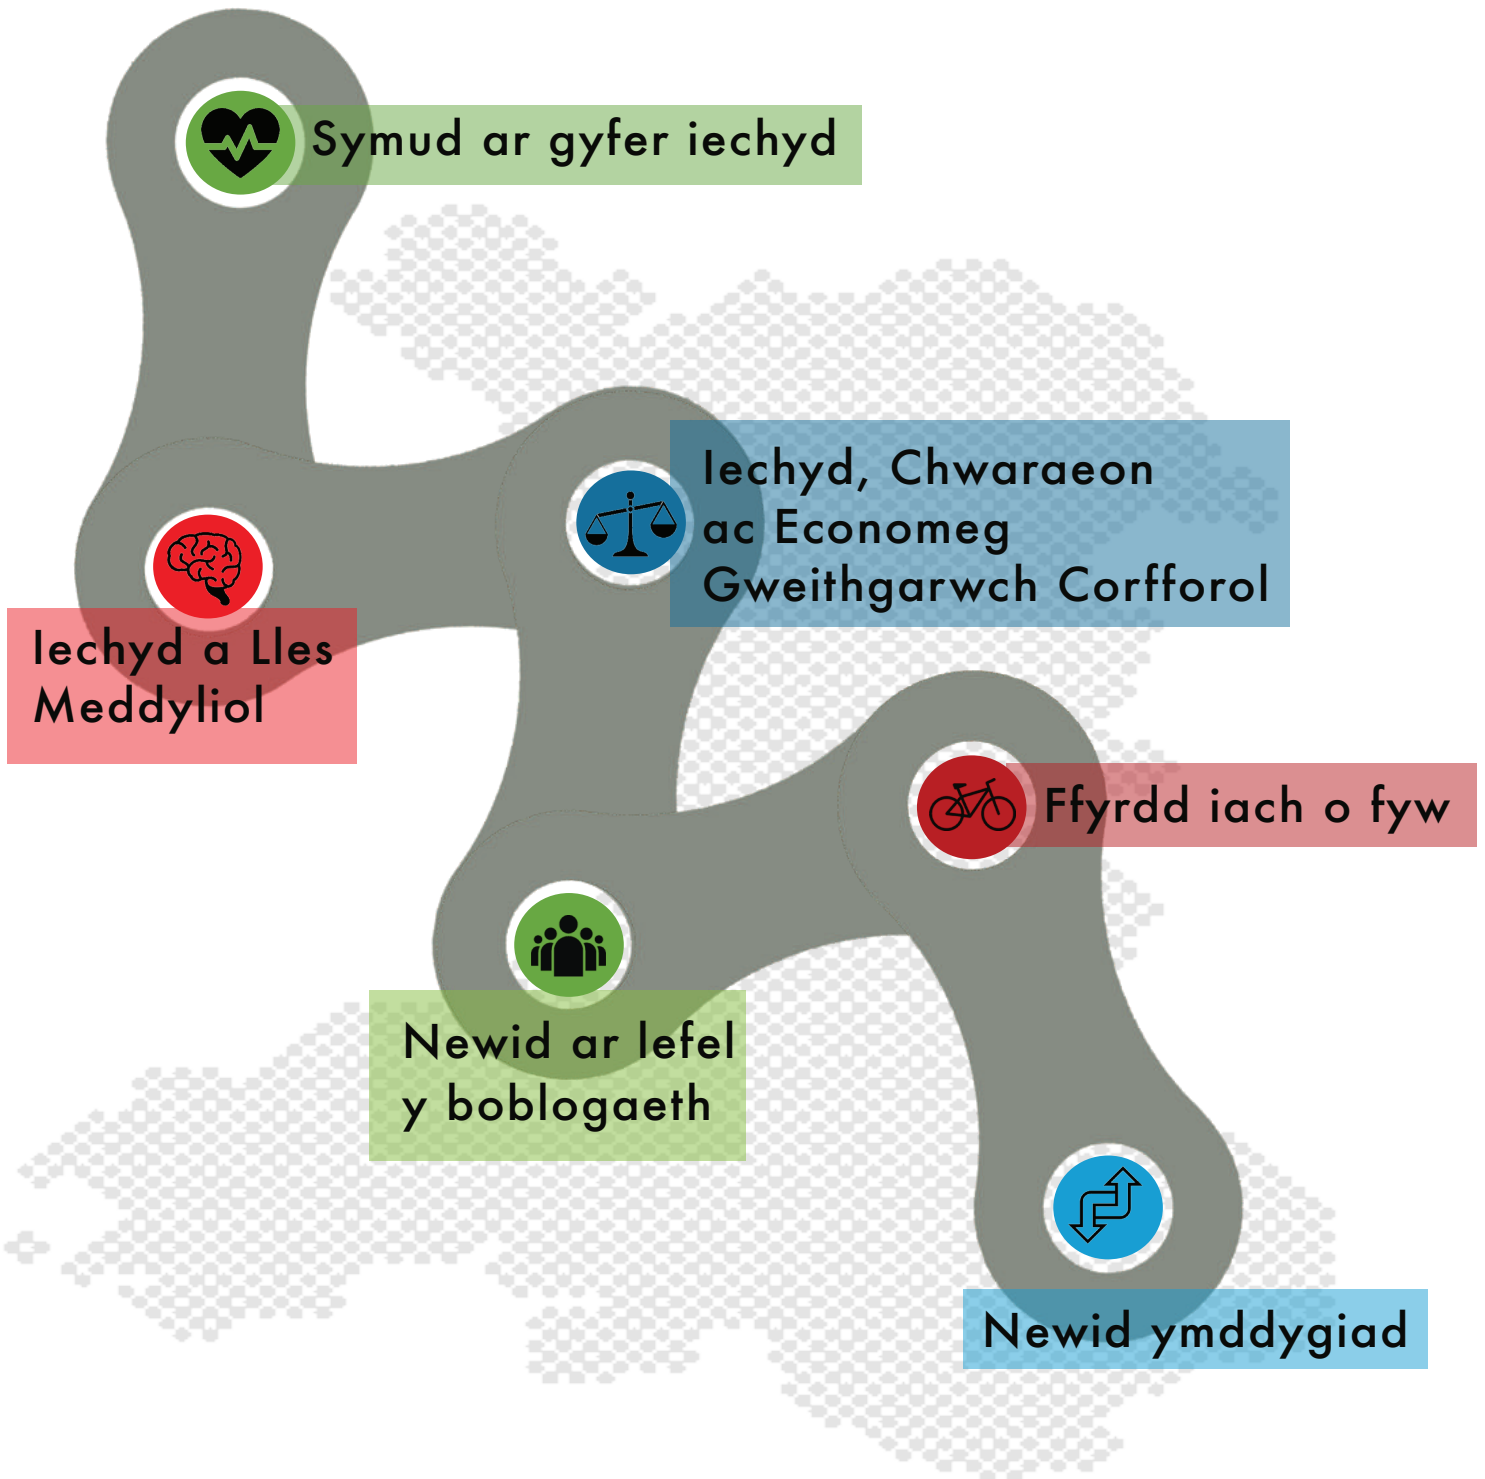 Symud ar gyfer iechyd
Iechyd, Chwaraeon
ac Economeg
Gweithgarwch Corfforol
Iechyd a Lles
Meddyliol
Ffyrdd iach o fyw
Newid ar lefel
y boblogaeth
Newid ymddygiad